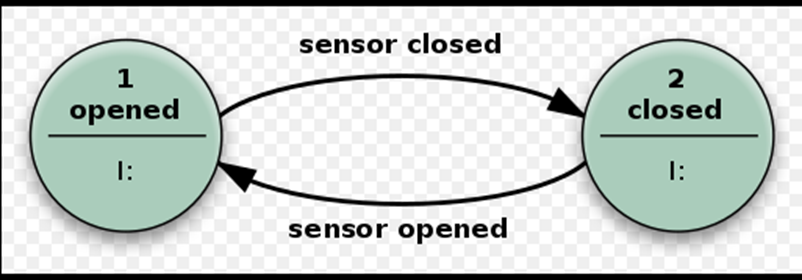 1
opened
I:
sensor closed
2
closed
I:
sensor opened